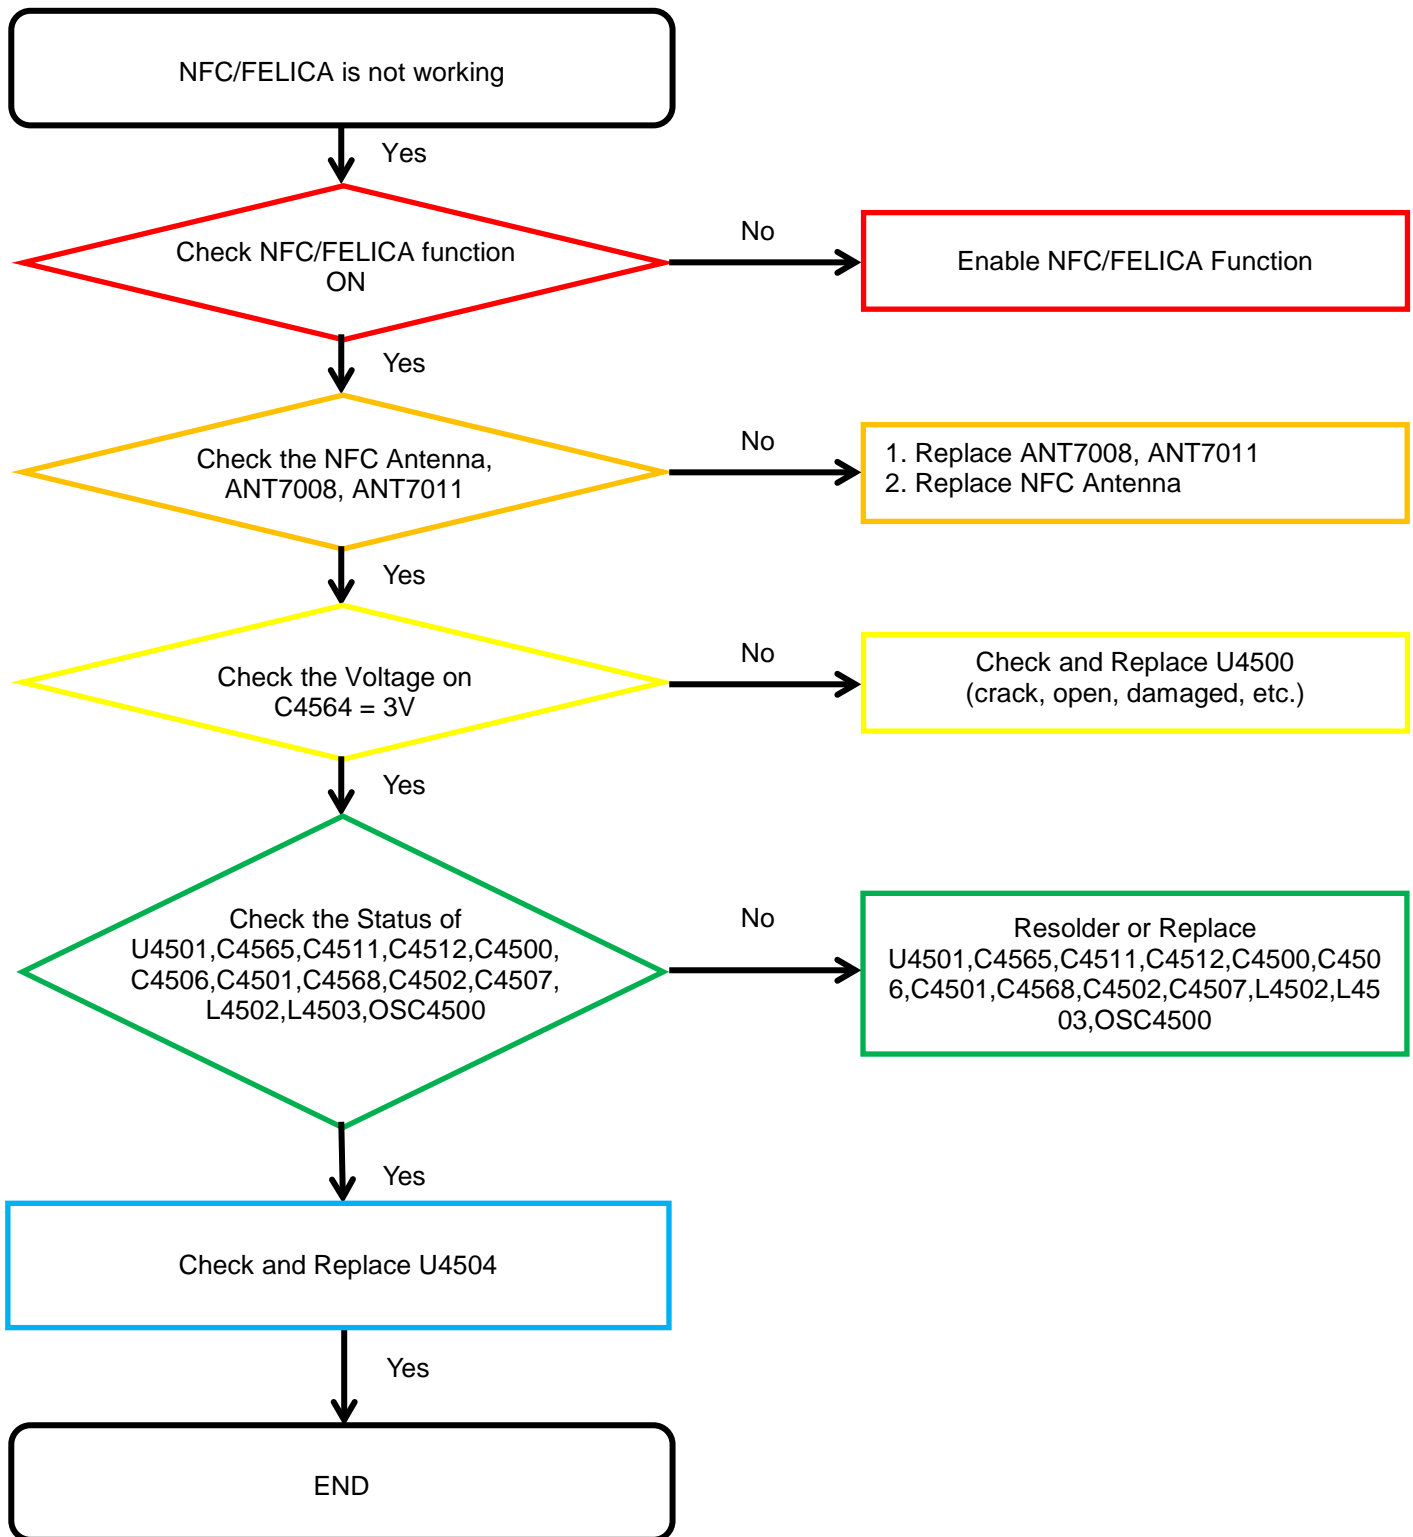 NFC/FELICA is not working
Yes
Check NFC/FELICA function
ON
No
Enable NFC/FELICA Function
Yes
Check the NFC Antenna,
ANT7008, ANT7011
No
1. Replace ANT7008, ANT7011
2. Replace NFC Antenna
Yes
Check the Voltage on
C4564 = 3V
No
Check and Replace U4500
(crack, open, damaged, etc.)
Yes
Check the Status of
U4501,C4565,C4511,C4512,C4500,
C4506,C4501,C4568,C4502,C4507,
L4502,L4503,OSC4500
No
Resolder or Replace
U4501,C4565,C4511,C4512,C4500,C450
6,C4501,C4568,C4502,C4507,L4502,L45
03,OSC4500
Yes
Check and Replace U4504
Yes
END